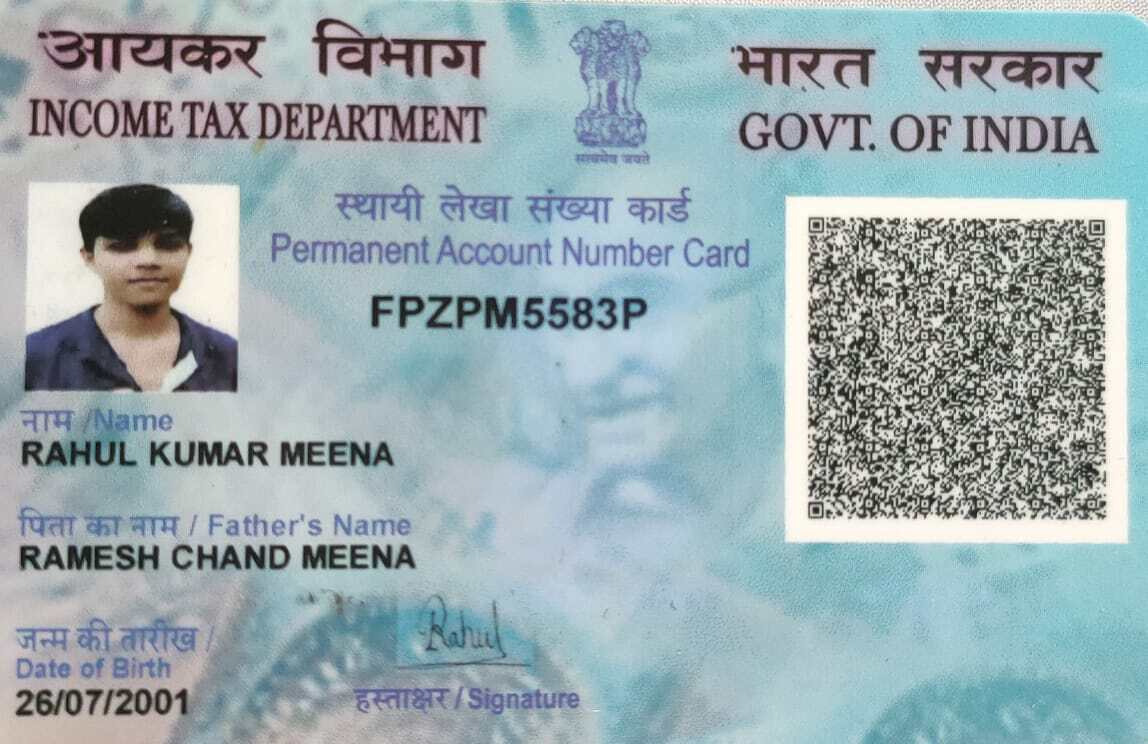 आयकर विभाग
INCOME TAX DEPARTMENT
सत्यमेव जयते
भारत सरकार
GOVT. OF INDIA
स्थायी लेखा संख्या कार्ड
Permanent Account Number Card
FPZPM5583P
नाम /Name
RAHUL KUMAR MEENA
पिता का नाम / Father's Name
RAMESH CHAND MEENA
जन्म की तारीख /
Date of Birth
26/07/2001
Rahul
हस्ताक्षर / Signature